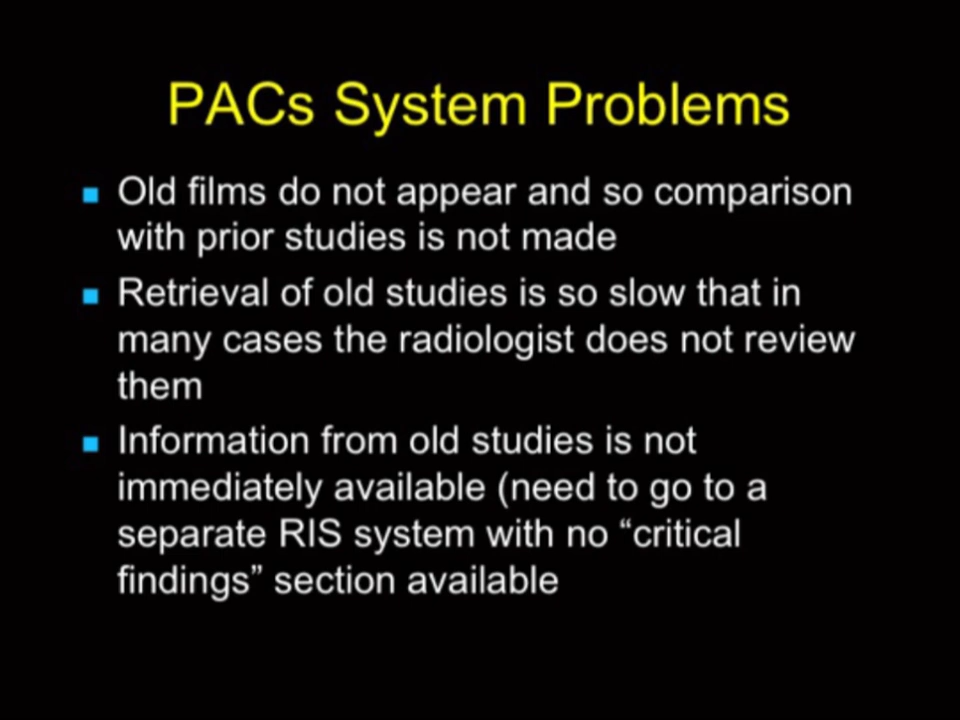 PACs System Problems
Old films do not appear and so comparison
with prior studies is not made
Retrieval of old studies is so slow that in
many cases the radiologist does not review
them
Information from old studies is not
immediately available (need to go to a
separate RIS system with no “critical
findings” section available